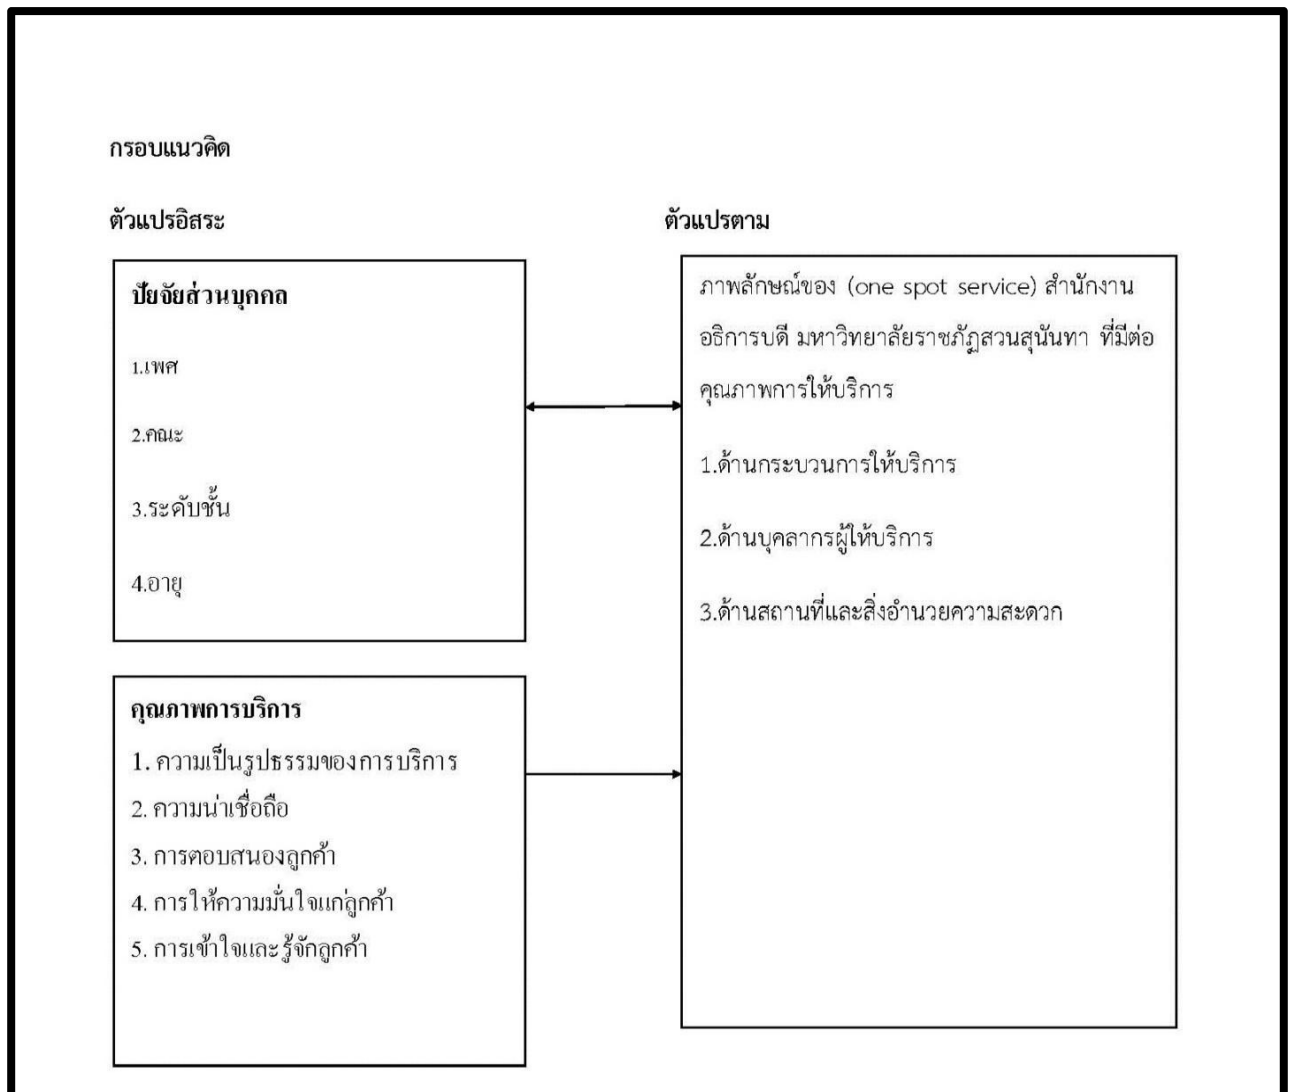 กรอบแนวคิด
ตัวแปรอิสระ
ตัวแปรตาม
ปัยจัยส่วนบุคคล
1.เพศ
2.คณะ
3.ระดับชั้น
4.อายุ
คุณภาพการบริการ
1. ความเป็นรูปธรรมของการบริการ
2. ความน่าเชื่อถือ
3. การตอบสนองลูกค้า
4. การให้ความมั่นใจแก่ลูกค้า
5. การเข้าใจและรู้จักลูกค้า
ภาพลักษณ์ของ (one spot service) สำนักงาน
อธิการบดี มหาวิทยาลัยราชภัฏสวนสุนันทา ที่มีต่อ
คุณภาพการให้บริการ
1.ด้านกระบวนการให้บริการ
2.ด้านบุคลากรผู้ให้บริการ
3.ด้านสถานที่และสิ่งอำนวยความสะดวก